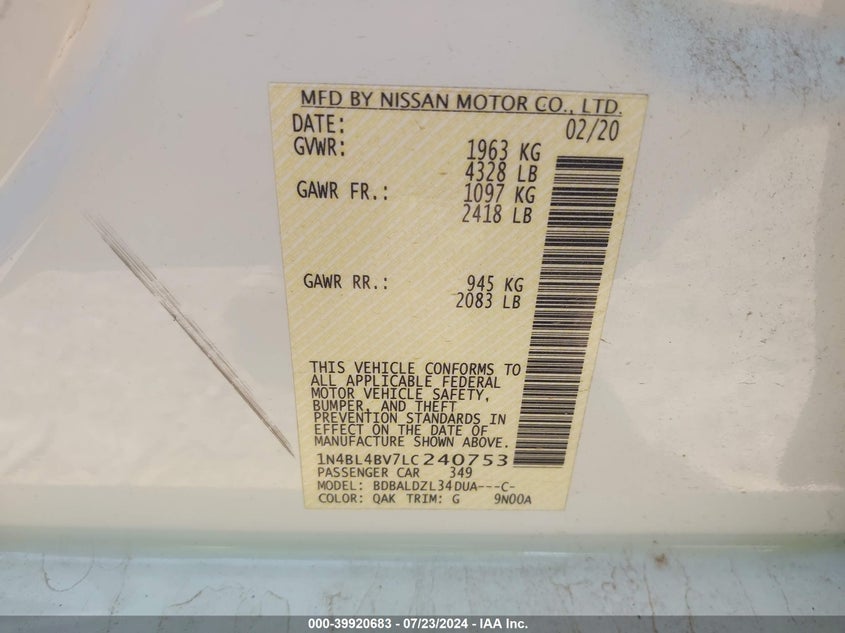 MFD BY NISSAN MOTOR CO., LTD.
DATE: 02/20
GVWR: 1963 KG
4328 LB
GAWR FR.: 1097 KG
2418 LB
GAWR RR.: 945 KG
2083 LB
THIS VEHICLE CONFORMS TO
ALL APPLICABLE FEDERAL
MOTOR VEHICLE SAFETY,
BUMPER, AND THEFT
PREVENTION STANDARDS IN
EFFECT ON THE DATE OF
MANUFACTURE SHOWN ABOVE.
1N4BL4BV7LC240753
PASSENGER CAR 349
MODEL: BDBALDZL34DUA---C-
COLOR: QAK TRIM: G 9N00A
000-39920683 - 07/23/2024 - IAA Inc.